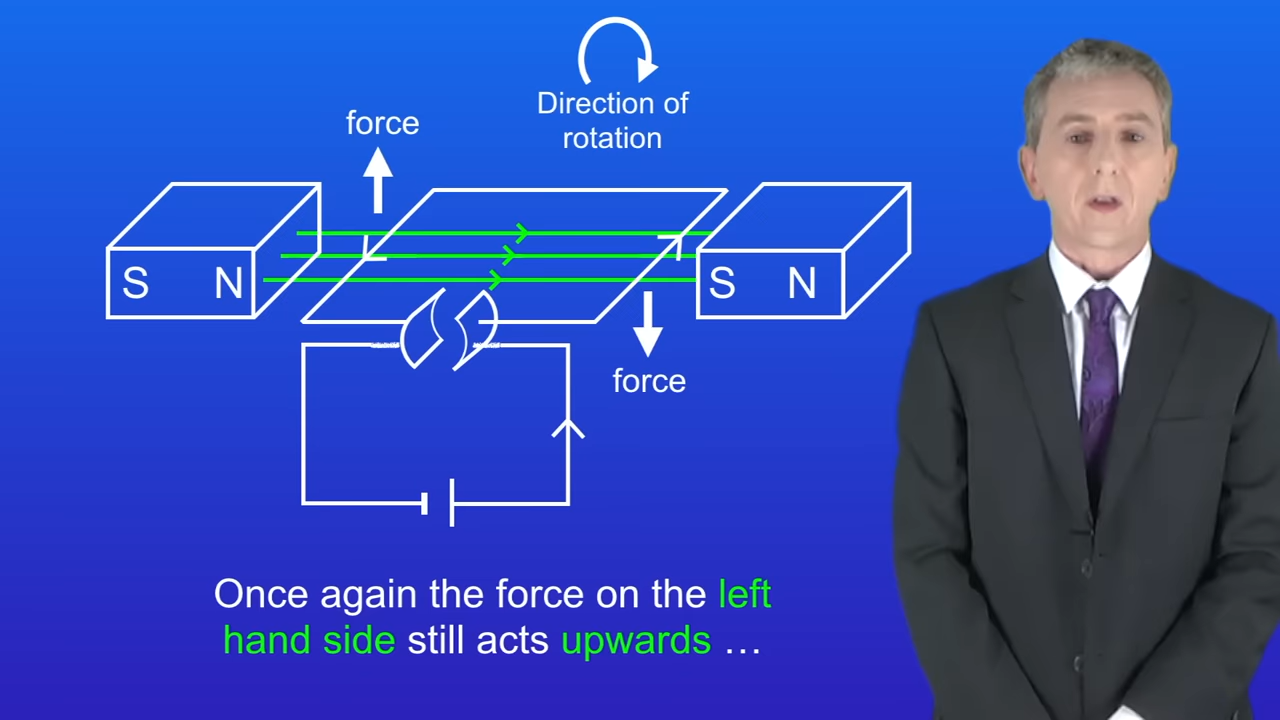 Direction of
rotation
force
S N
S N
force
Once again the force on the left
hand side still acts upwards …